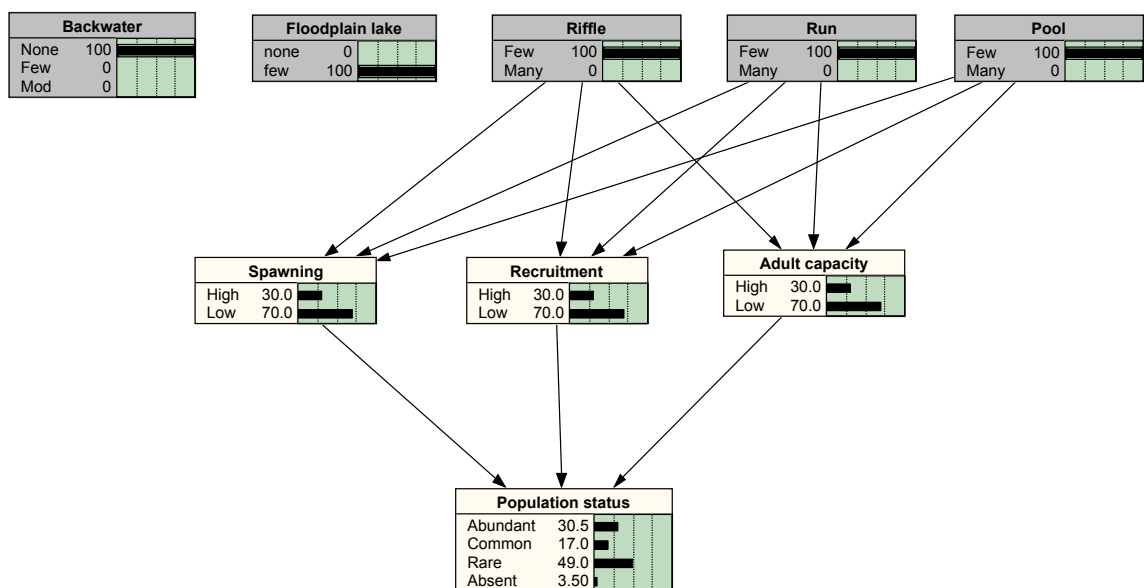 Backwater
None 100
Few 0
Mod 0
Floodplain lake
none 0
few 100
Riffle
Few 100
Many 0
Run
Few 100
Many 0
Pool
Few 100
Many 0
Spawning
High 30.0
Low 70.0
Recruitment
High 30.0
Low 70.0
Adult capacity
High 30.0
Low 70.0
Population status
Abundant 30.5
Common 17.0
Rare 49.0
Absent 3.50